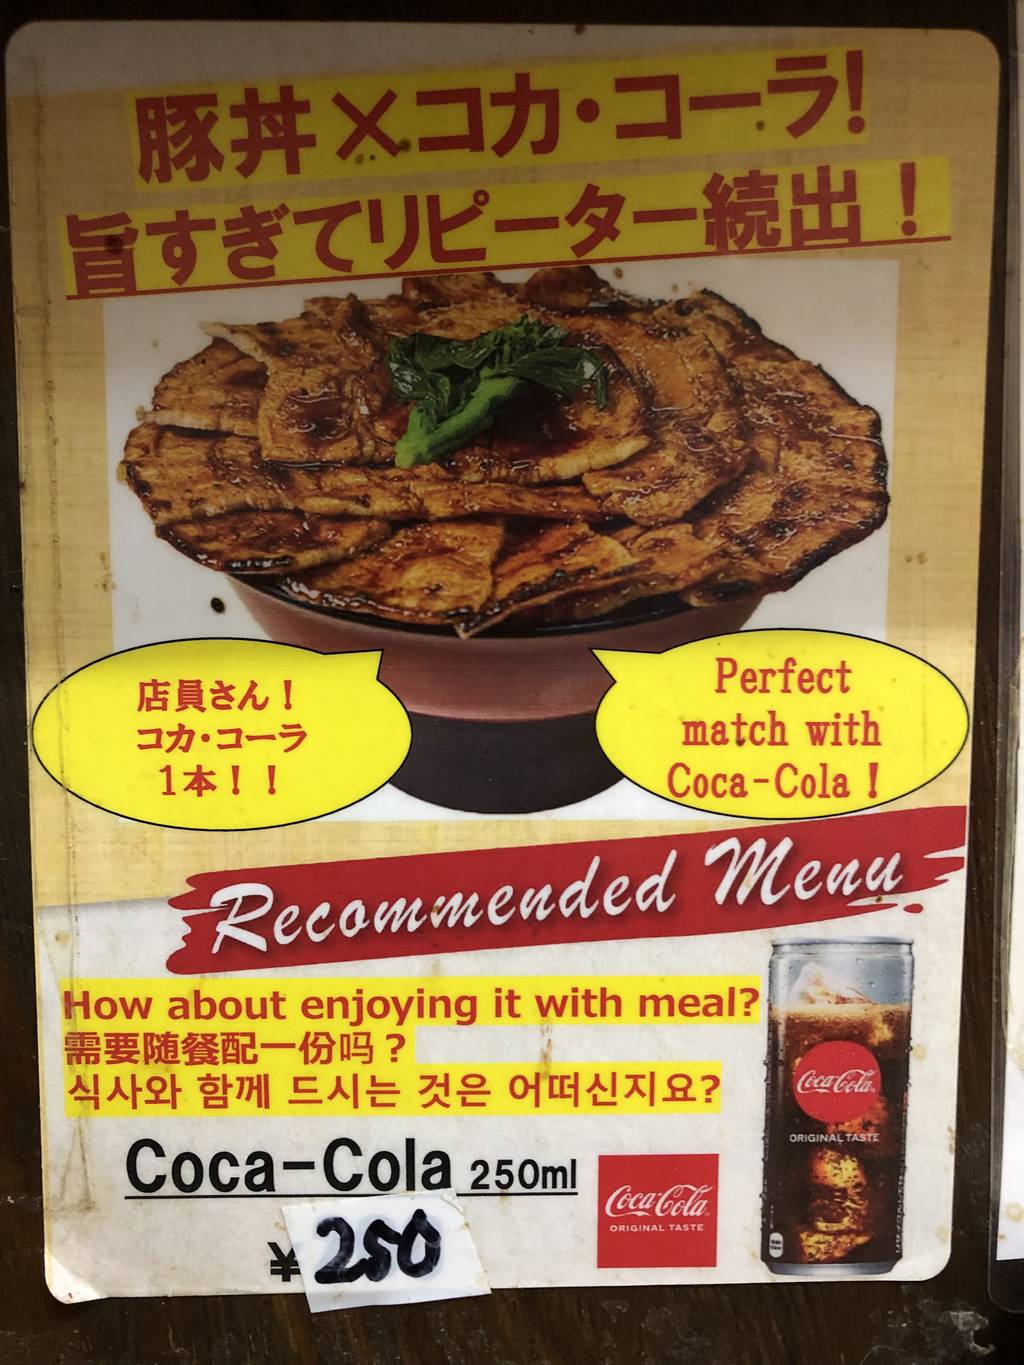 豚丼×コカ・コーラ!
旨すぎてリピーター続出！
店員さん！
コカ・コーラ
1本！！
Perfect
match with
Coca-Cola！
Recommended Menu
How about enjoying it with meal?
需要随餐配一份吗？
식사와 함께 드시는 것은 어떠신지요?
Coca-Cola 250ml
¥250
Coca-Cola
ORIGINAL TASTE
Coca-Cola
ORIGINAL TASTE